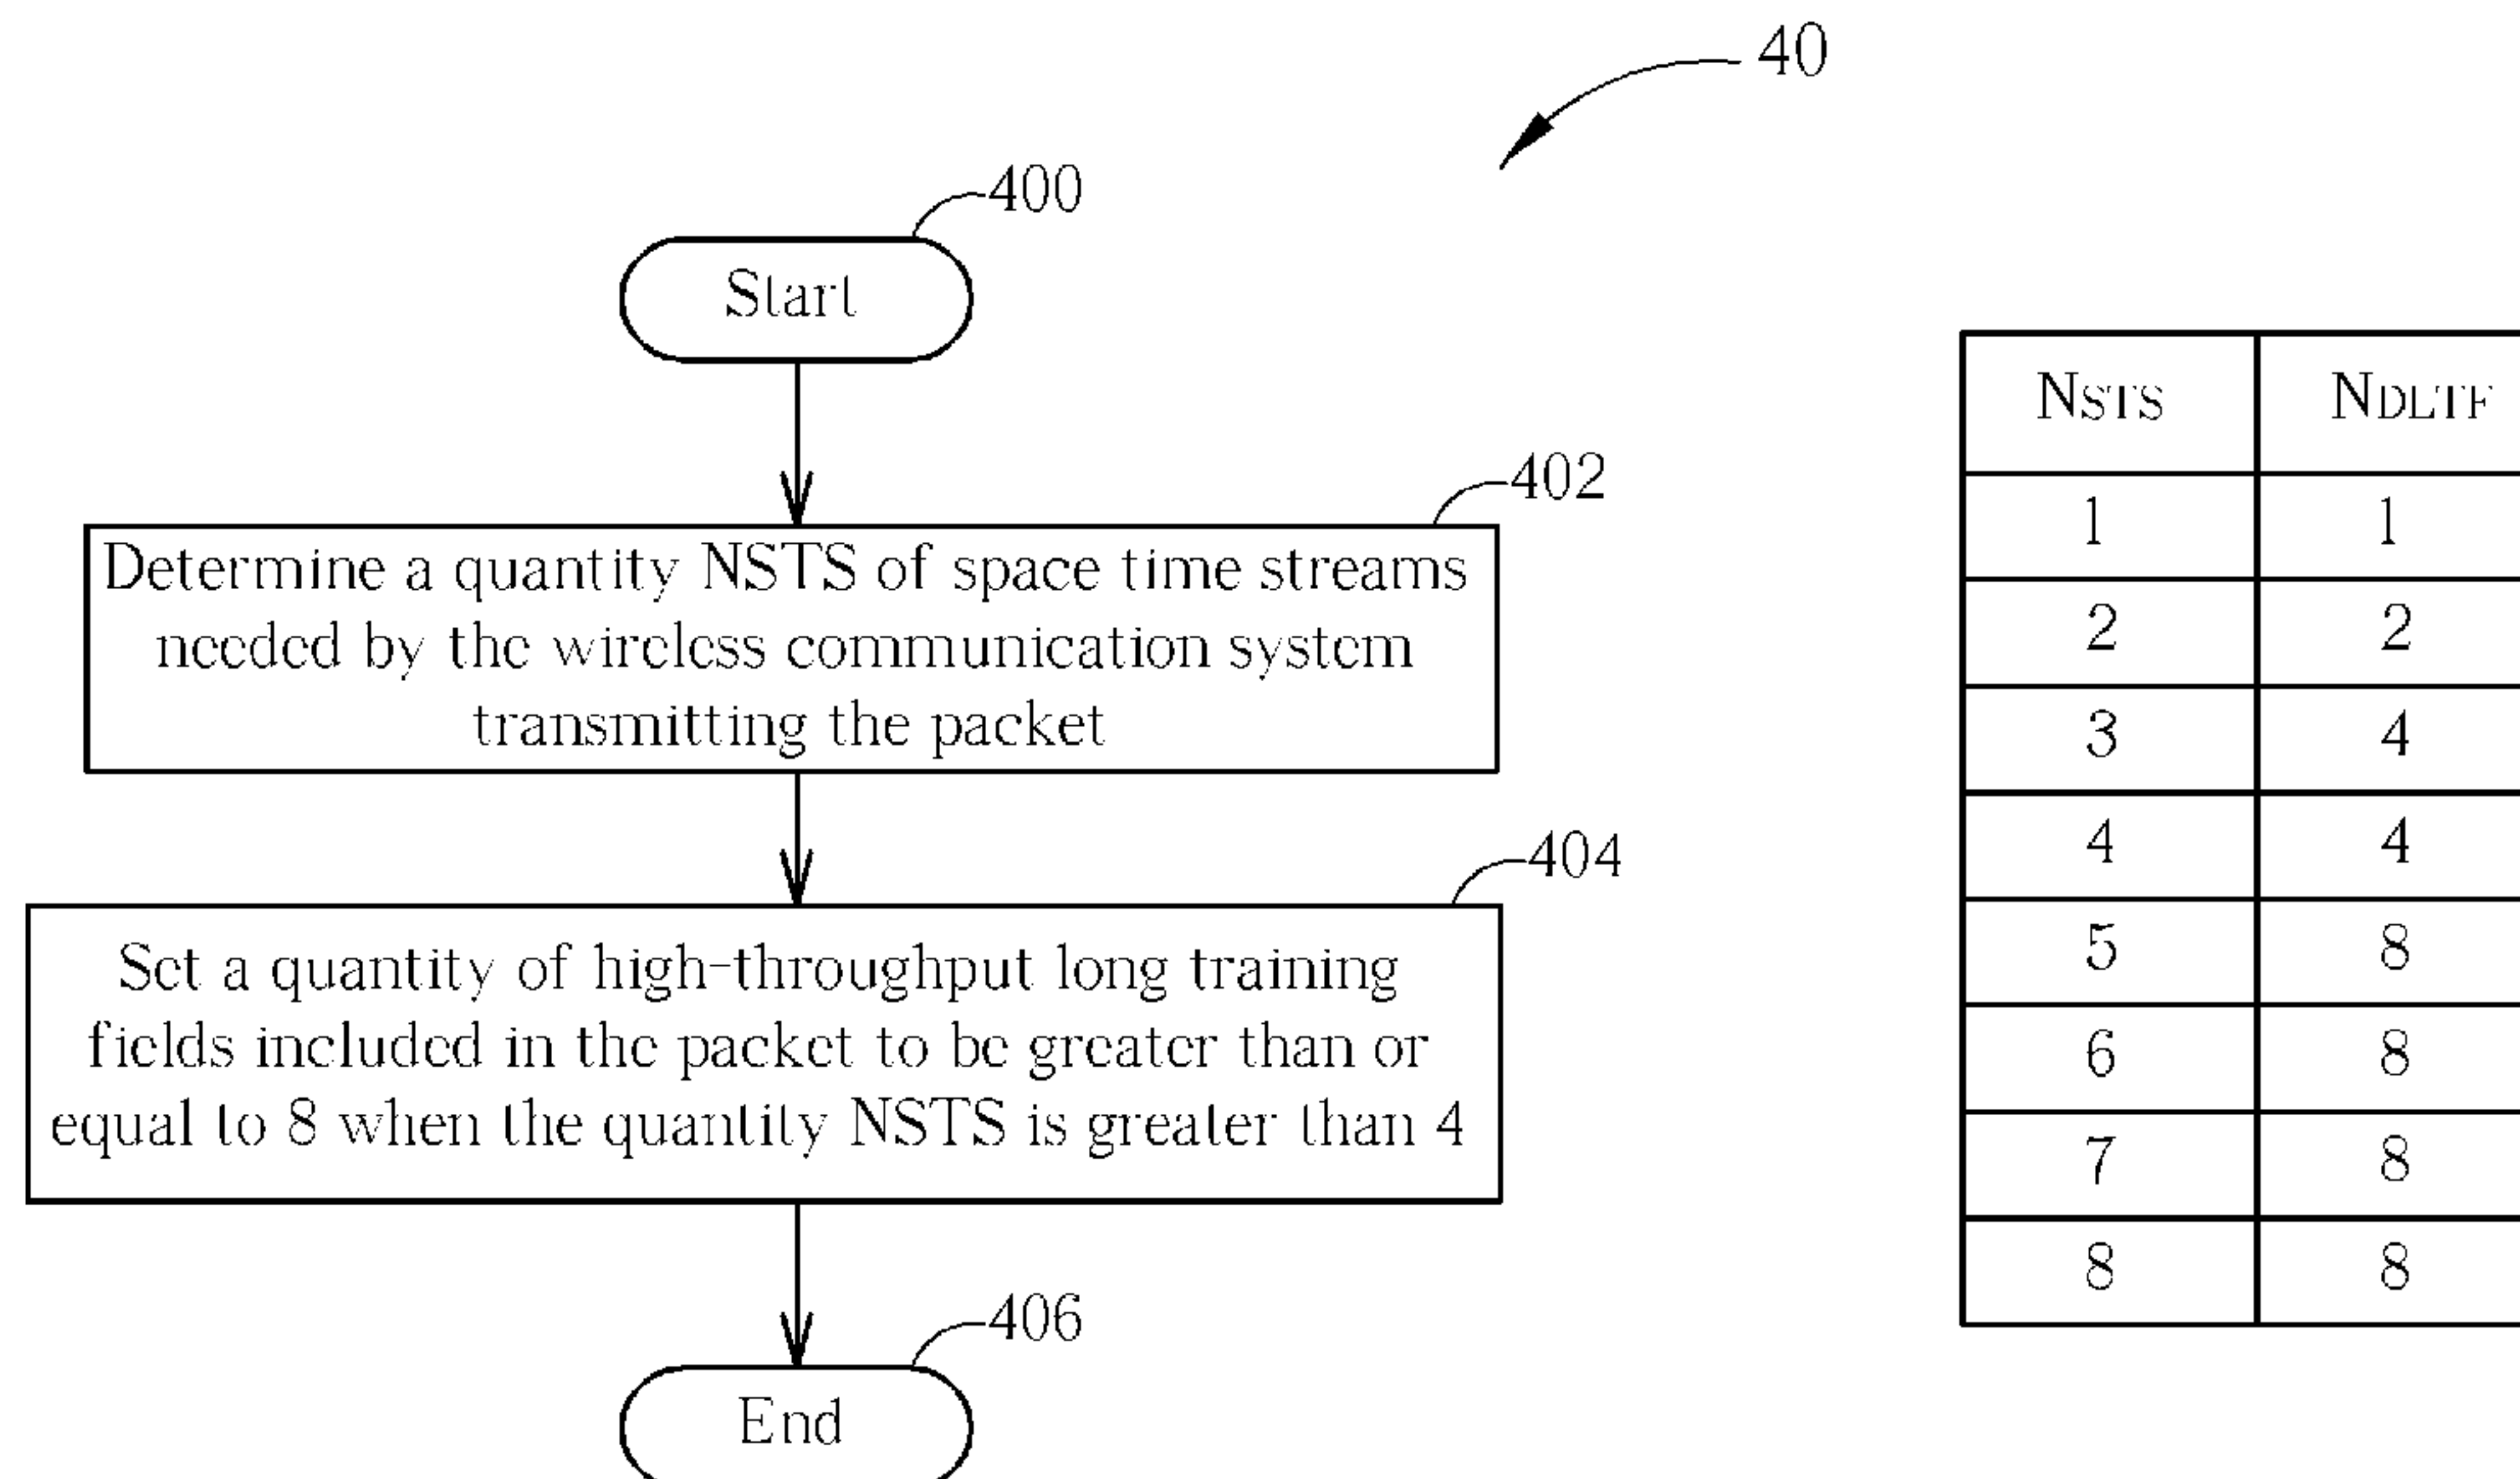 40
400
Start
402
Determine a quantity NSTS of space time streams
needed by the wireless communication system
transmitting the packet
404
Set a quantity of high-throughput long training
fields included in the packet to be greater than or
equal to 8 when the quantity NSTS is greater than 4
406
End
NSTS NDLTF
1 1
2 2
3 4
4 4
5 8
6 8
7 8
8 8